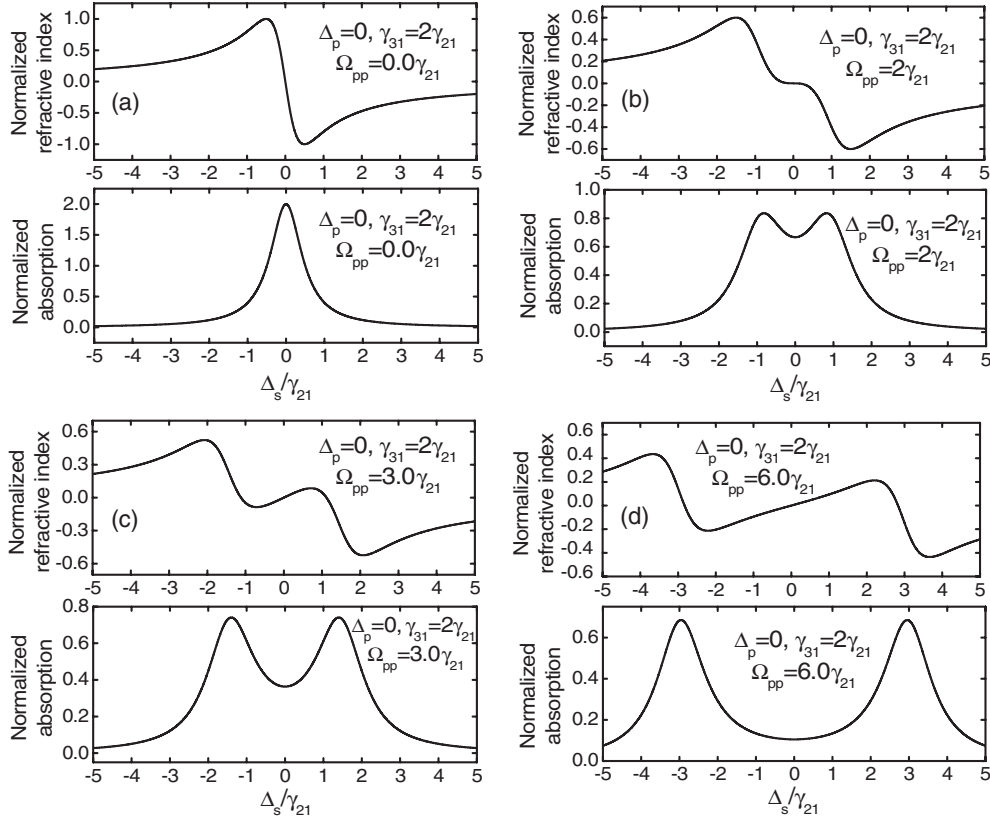 Normalized refractive index
1.0
0.5
0.0
-0.5
-1.0
(a)
Δp=0, γ31=2γ21
Ωpp=0.0γ21
-5 -4 -3 -2 -1 0 1 2 3 4 5
Normalized absorption
2.0
1.5
1.0
0.5
0.0
Δp=0, γ31=2γ21
Ωpp=0.0γ21
-5 -4 -3 -2 -1 0 1 2 3 4 5
Δs/γ21
Normalized refractive index
0.6
0.4
0.2
0.0
-0.2
-0.4
-0.6
(b)
Δp=0, γ31=2γ21
Ωpp=2γ21
-5 -4 -3 -2 -1 0 1 2 3 4 5
Normalized absorption
1.0
0.8
0.6
0.4
0.2
0.0
Δp=0, γ31=2γ21
Ωpp=2γ21
-5 -4 -3 -2 -1 0 1 2 3 4 5
Δs/γ21
Normalized refractive index
0.6
0.3
0.0
-0.3
-0.6
(c)
Δp=0, γ31=2γ21
Ωpp=3.0γ21
-5 -4 -3 -2 -1 0 1 2 3 4 5
Normalized absorption
0.8
0.6
0.4
0.2
0.0
Δp=0, γ31=2γ21
Ωpp=3.0γ21
-5 -4 -3 -2 -1 0 1 2 3 4 5
Δs/γ21
Normalized refractive index
0.6
0.4
0.2
0.0
-0.2
-0.4
-0.6
(d)
Δp=0, γ31=2γ21
Ωpp=6.0γ21
-5 -4 -3 -2 -1 0 1 2 3 4 5
Normalized absorption
0.6
0.4
0.2
0.0
Δp=0, γ31=2γ21
Ωpp=6.0γ21
-5 -4 -3 -2 -1 0 1 2 3 4 5
Δs/γ21